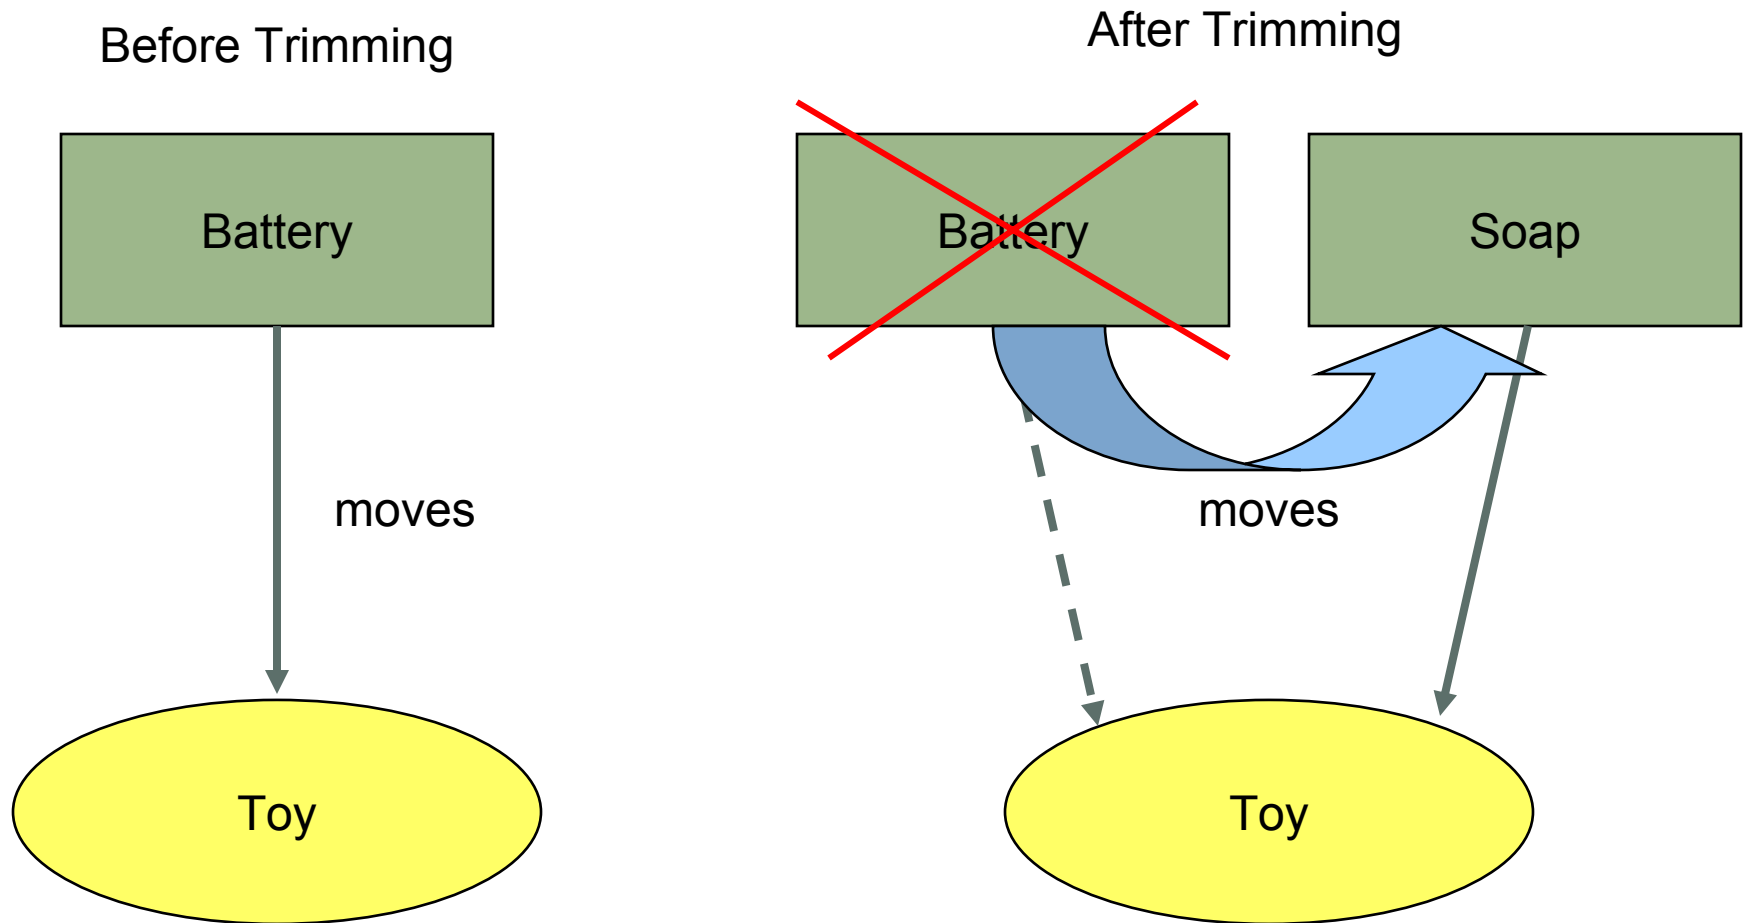 Before Trimming
After Trimming
Battery
Battery
Soap
moves
moves
Toy
Toy